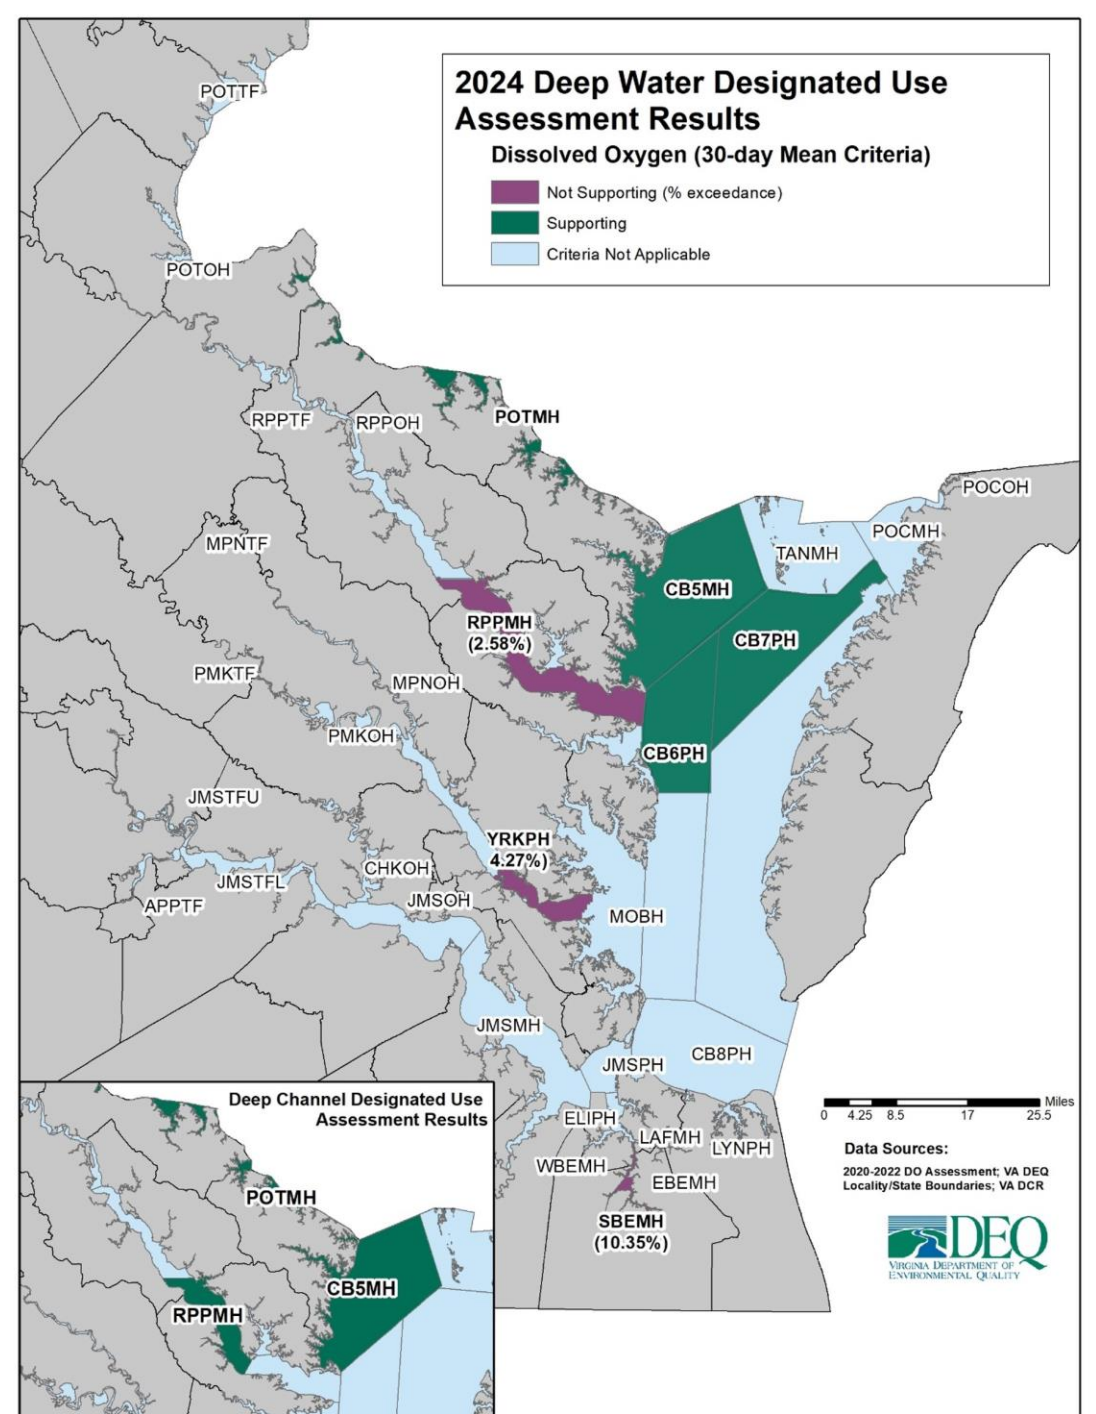 2024 Deep Water Designated Use
Assessment Results
Dissolved Oxygen (30-day Mean Criteria)
Not Supporting (% exceedance)
Supporting
Criteria Not Applicable
POTTF
POTOH
RPPTF
RPPOH
POTMH
POCOH
POCMH
TANMH
MPNTF
CB5MH
RPPMH
(2.58%)
CB7PH
PMKTF
MPNOH
PMKOH
CB6PH
JMSTFU
YRKPH
4.27%)
CHKOH
JMSTFL
JMSOH
APPTF
MOBH
JMSMH
CB8PH
JMSPH
ELIPH
LAFMH
LYNPH
WBEMH
EBEMH
SBEMH
(10.35%)
Miles
0 4.25 8.5 17 25.5
Data Sources:
2020-2022 DO Assessment; VA DEQ
Locality/State Boundaries; VA DCR
DEQ
VIRGINIA DEPARTMENT OF
ENVIRONMENTAL QUALITY
Deep Channel Designated Use
Assessment Results
POTMH
CB5MH
RPPMH